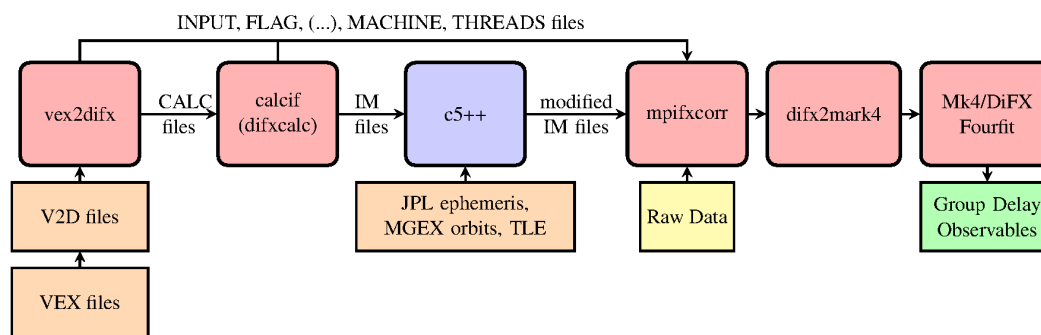 INPUT, FLAG, (...), MACHINE, THREADS files
vex2difx
CALC
files
calcif
(difxcalc)
IM
files
c5++
modified
IM files
mpifxcorr
difx2mark4
Mk4/DiFX
Fourfit
V2D files
JPL ephemeris,
MGEX orbits, TLE
Raw Data
Group Delay
Observables
VEX files